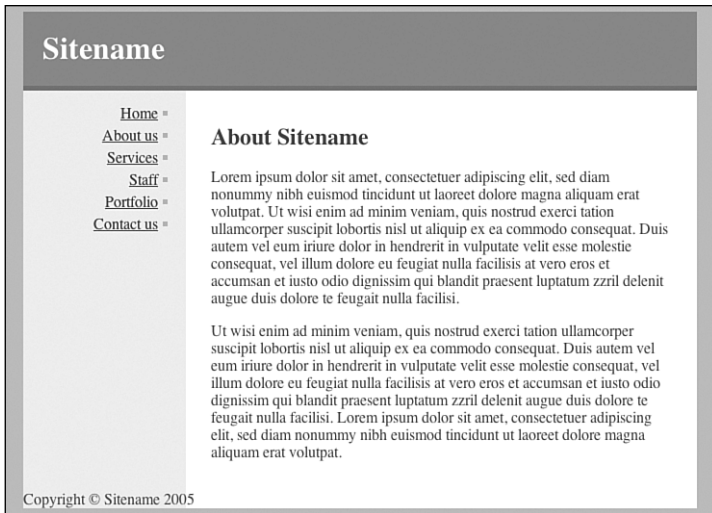 Sitename
Home
About us
Services
Staff
Portfolio
Contact us
About Sitename
Lorem ipsum dolor sit amet, consectetuer adipiscing elit, sed diam
nonummy nibh euismod tincidunt ut laoreet dolore magna aliquam erat
volutpat. Ut wisi enim ad minim veniam, quis nostrud exerci tation
ullamcorper suscipit lobortis nisl ut aliquip ex ea commodo consequat. Duis
autem vel eum iriure dolor in hendrerit in vulputate velit esse molestie
consequat, vel illum dolore eu feugiat nulla facilisis at vero eros et
accumsan et iusto odio dignissim qui blandit praesent luptatum zzril delenit
augue duis dolore te feugait nulla facilisi.
Ut wisi enim ad minim veniam, quis nostrud exerci tation ullamcorper
suscipit lobortis nisl ut aliquip ex ea commodo consequat. Duis autem vel
eum iriure dolor in hendrerit in vulputate velit esse molestie consequat, vel
illum dolore eu feugiat nulla facilisis at vero eros et accumsan et iusto odio
dignissim qui blandit praesent luptatum zzril delenit augue duis dolore te
feugait nulla facilisi. Lorem ipsum dolor sit amet, consectetuer adipiscing
elit, sed diam nonummy nibh euismod tincidunt ut laoreet dolore magna
aliquam erat volutpat.
Copyright © Sitename 2005